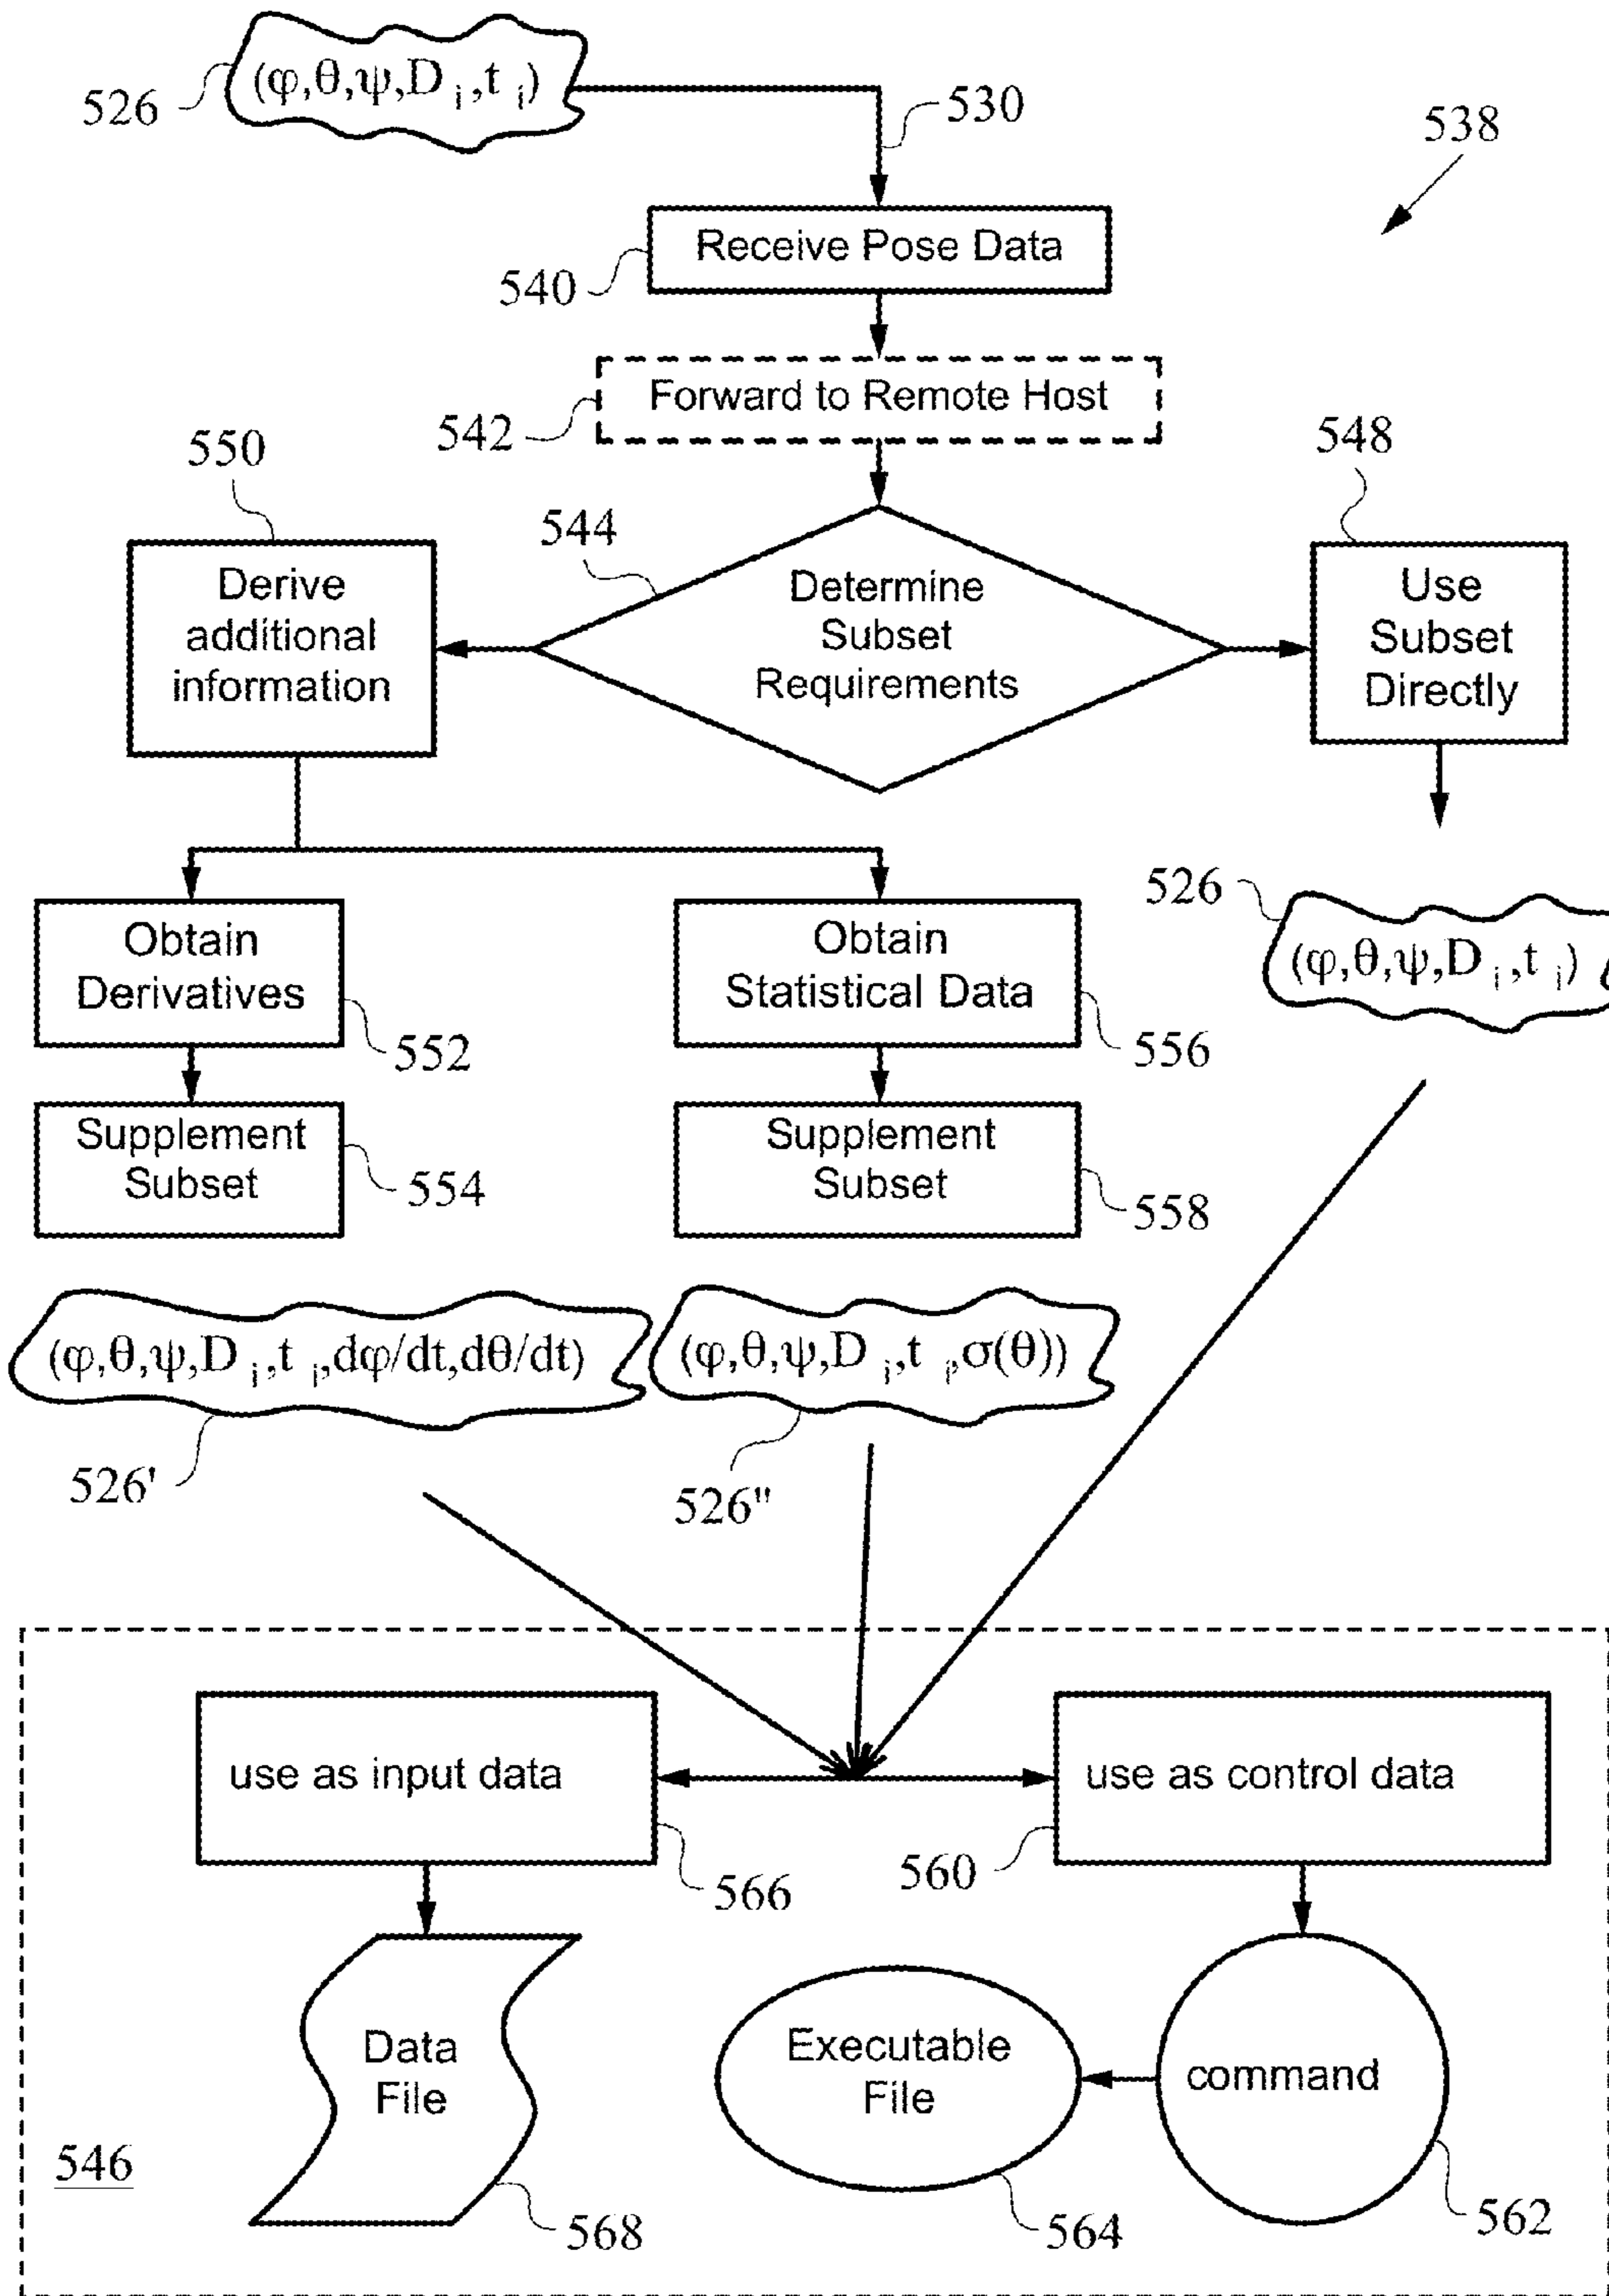 (φ,θ,ψ,D i,t i)
526
530
538
Receive Pose Data
540
Forward to Remote Host
542
550
548
544
Derive
additional
information
Determine
Subset
Requirements
Use
Subset
Directly
Obtain
Derivatives
552
Obtain
Statistical Data
556
526
(φ,θ,ψ,D i,t i)
Supplement
Subset
554
Supplement
Subset
558
(φ,θ,ψ,D i,t i,dφ/dt,dθ/dt)
(φ,θ,ψ,D i,t i,σ(θ))
526'
526"
use as input data
use as control data
566
560
Data
File
Executable
File
command
546
568
564
562